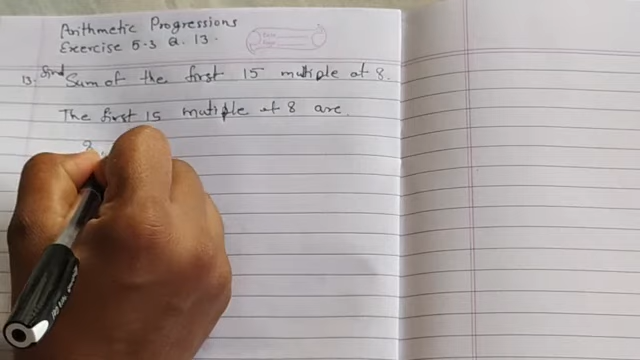 Arithmetic Progressions
Exercise 5.3 Q. 13.
13. find Sum of the first 15 multiple of 8.
The first 15 mutiple of 8 are.
8